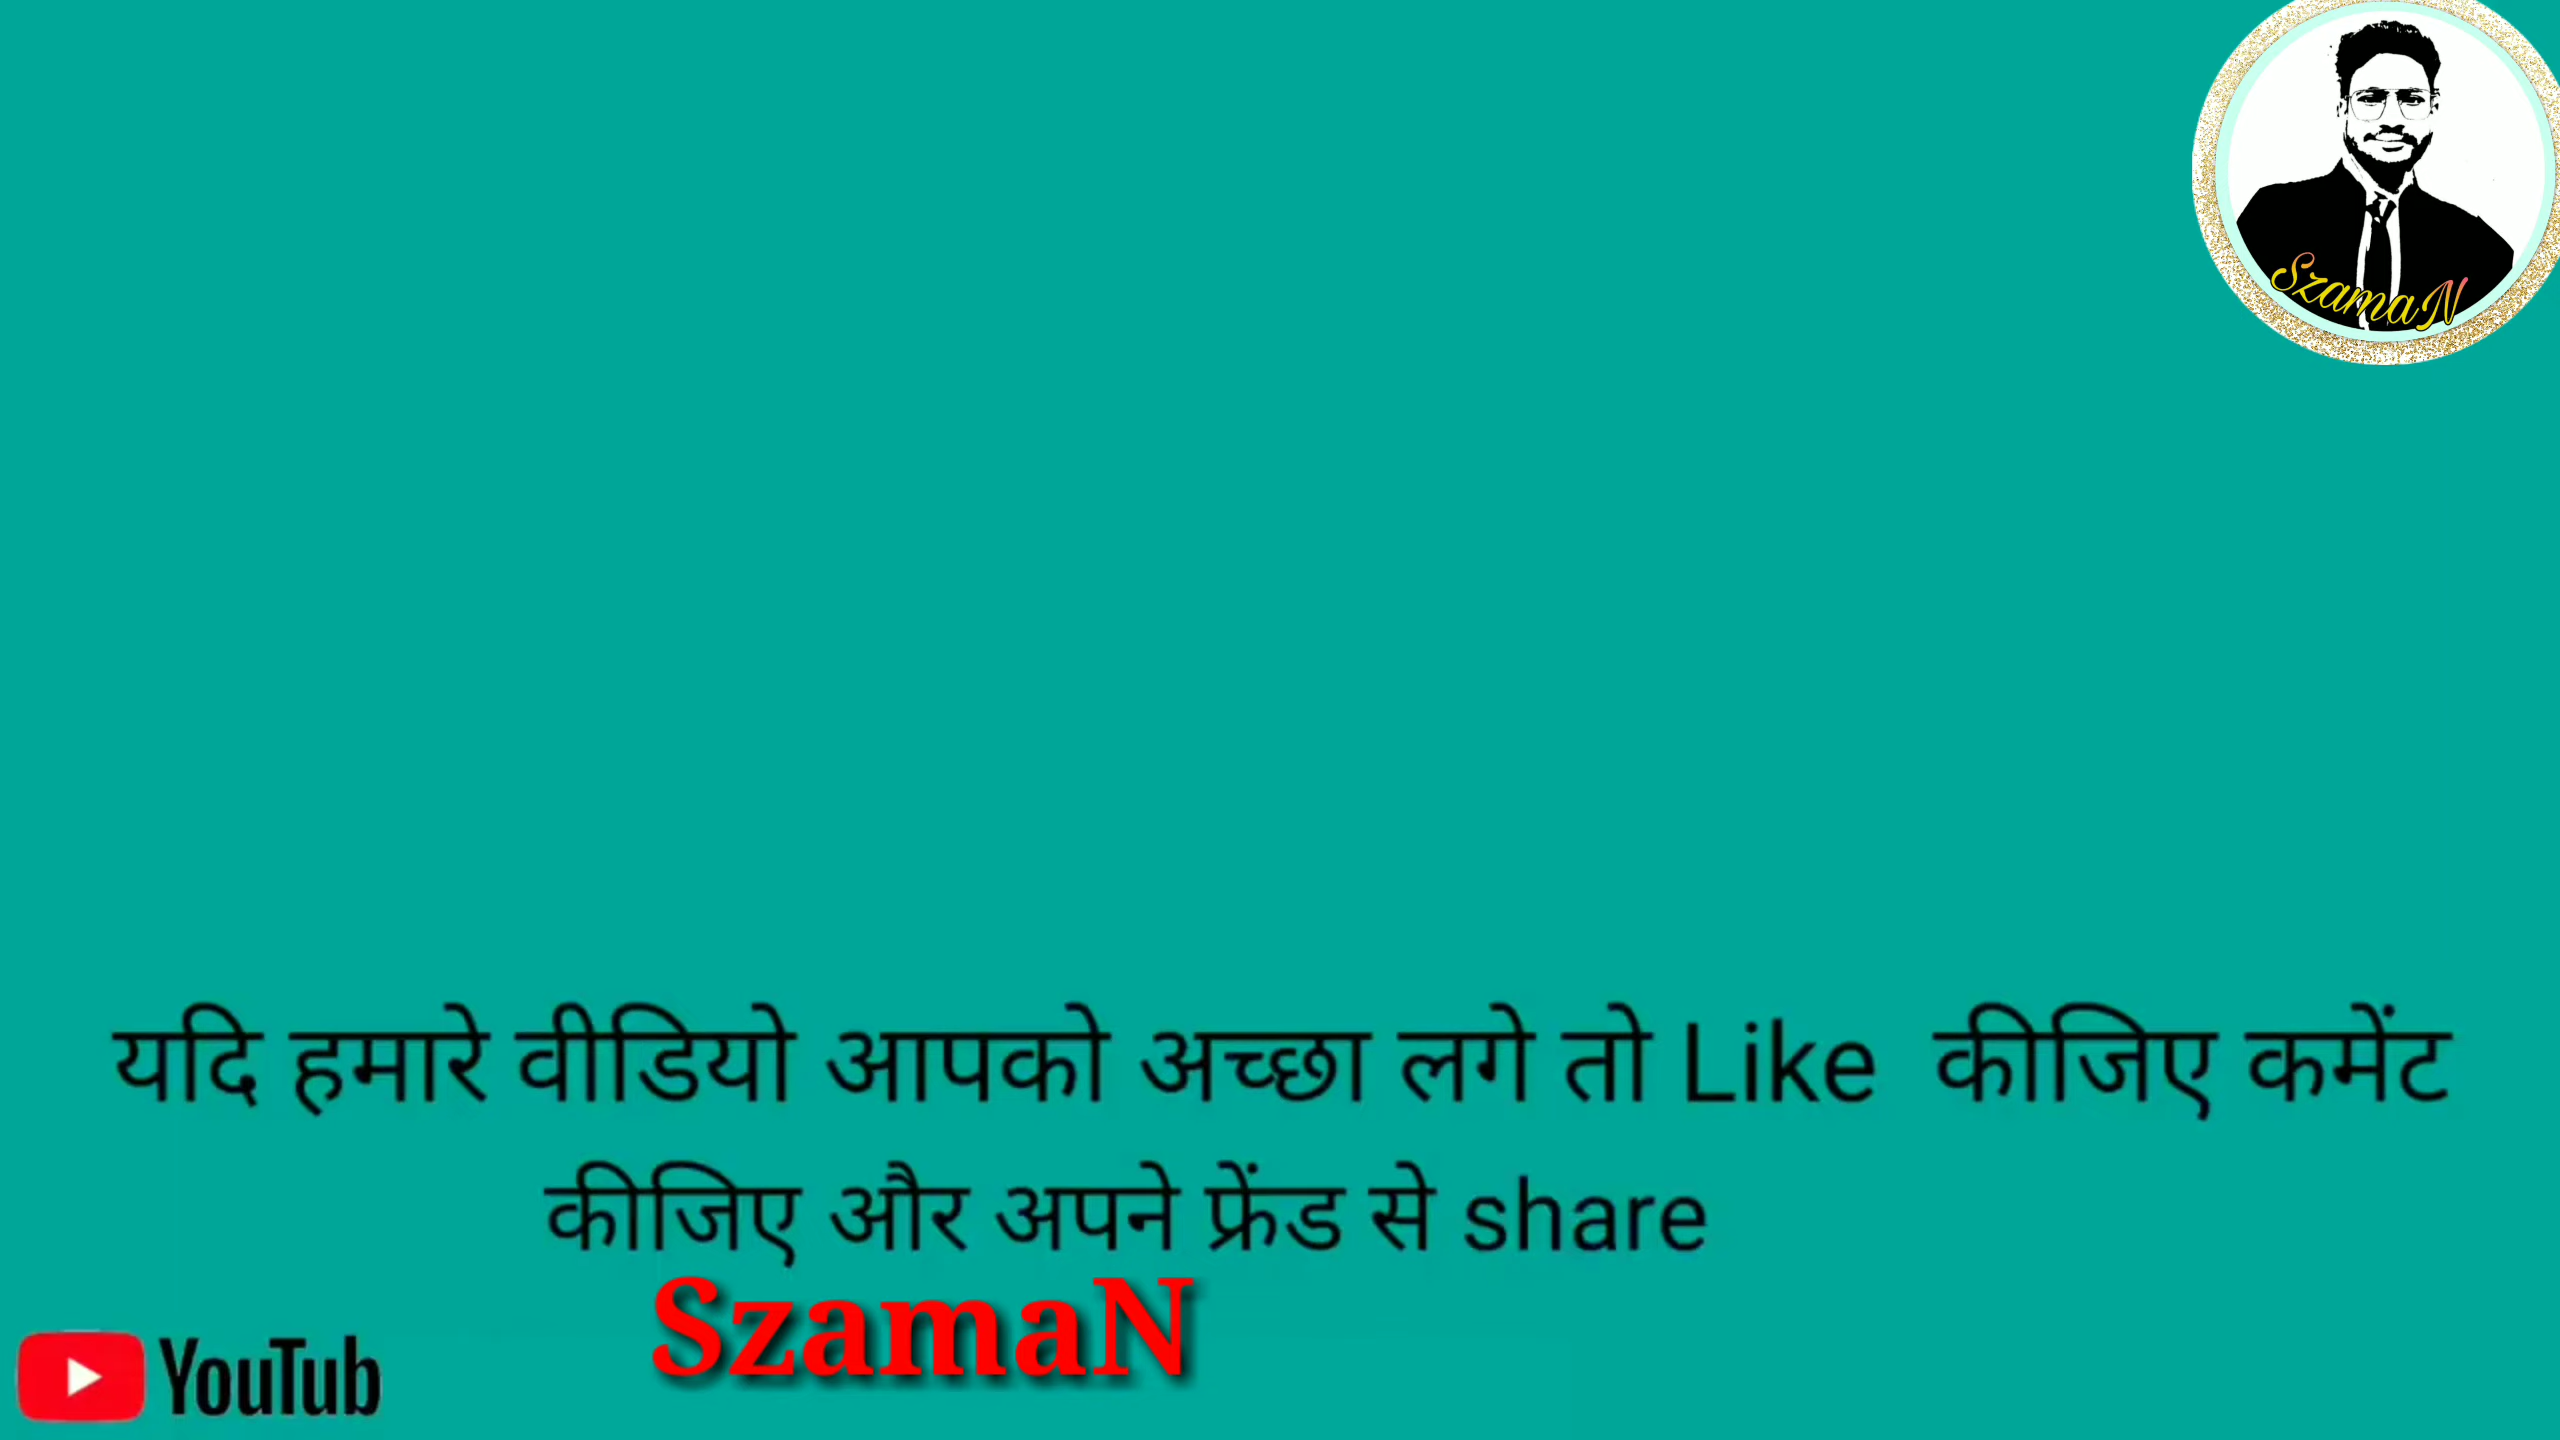 SzamaN
यदि हमारे वीडियो आपको अच्छा लगे तो Like कीजिए कमेंट
कीजिए और अपने फ्रेंड से share
SzamaN
YouTub